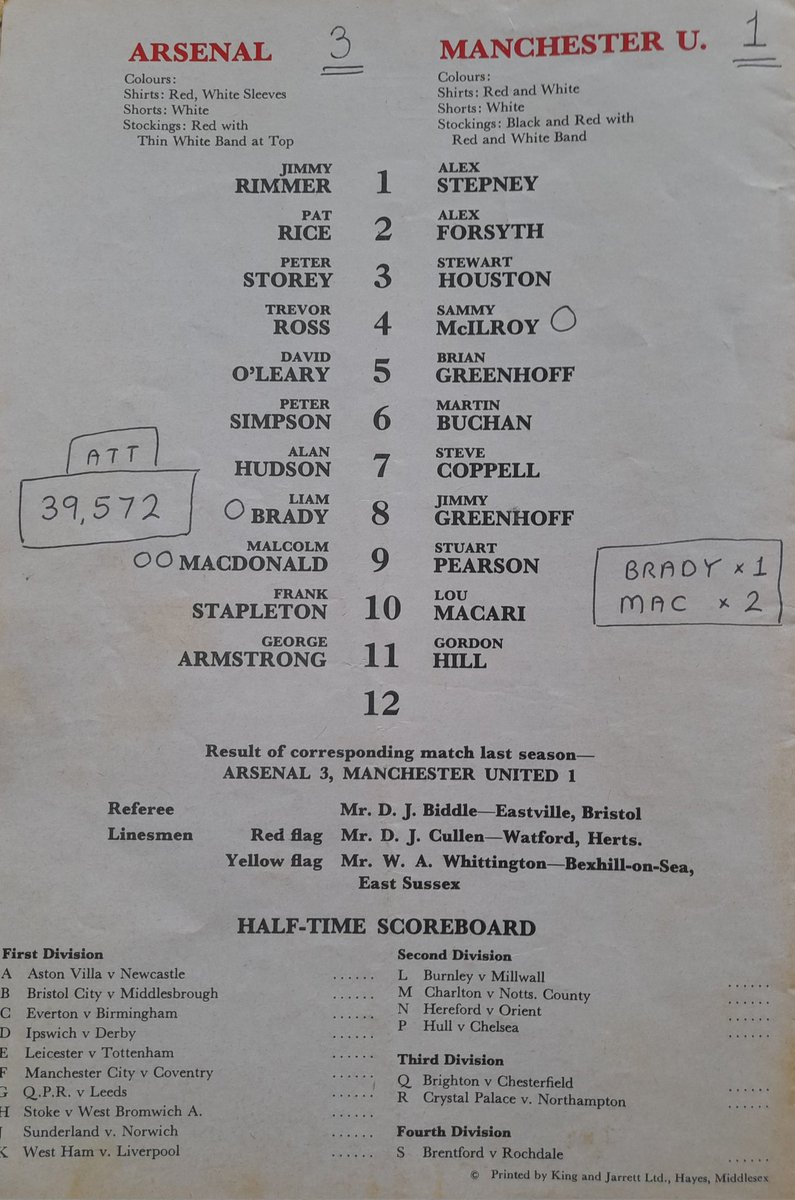 ARSENAL 3
Colours:
Shirts: Red, White Sleeves
Shorts: White
Stockings: Red with
Thin White Band at Top
MANCHESTER U. 1
Colours:
Shirts: Red and White
Shorts: White
Stockings: Black and Red with
Red and White Band
JIMMY ALEX
RIMMER 1 STEPNEY
PAT ALEX
RICE 2 FORSYTH
PETER STEWART
STOREY 3 HOUSTON
TREVOR SAMMY
ROSS 4 McILROY O
DAVID BRIAN
O'LEARY 5 GREENHOFF
PETER MARTIN
SIMPSON 6 BUCHAN
ALAN STEVE
HUDSON 7 COPPELL
LIAM JIMMY
O BRADY 8 GREENHOFF
MALCOLM STUART
OO MACDONALD 9 PEARSON
FRANK LOU
STAPLETON 10 MACARI
GEORGE GORDON
ARMSTRONG 11 HILL
12
ATT
39,572
BRADY x 1
MAC x 2
Result of corresponding match last season—
ARSENAL 3, MANCHESTER UNITED 1
Referee Mr. D. J. Biddle—Eastville, Bristol
Linesmen Red flag Mr. D. J. Cullen—Watford, Herts.
Yellow flag Mr. W. A. Whittington—Bexhill-on-Sea,
East Sussex
HALF-TIME SCOREBOARD
First Division
A Aston Villa v Newcastle ......
B Bristol City v Middlesbrough ......
C Everton v Birmingham ......
D Ipswich v Derby ......
E Leicester v Tottenham ......
F Manchester City v Coventry ......
G Q.P.R. v Leeds ......
H Stoke v West Bromwich A. ......
J Sunderland v. Norwich ......
K West Ham v. Liverpool ......
Second Division
L Burnley v Millwall ......
M Charlton v Notts. County ......
N Hereford v Orient ......
P Hull v Chelsea ......
Third Division
Q Brighton v Chesterfield ......
R Crystal Palace v. Northampton ......
Fourth Division
S Brentford v Rochdale ......
© Printed by King and Jarrett Ltd., Hayes, Middlesex